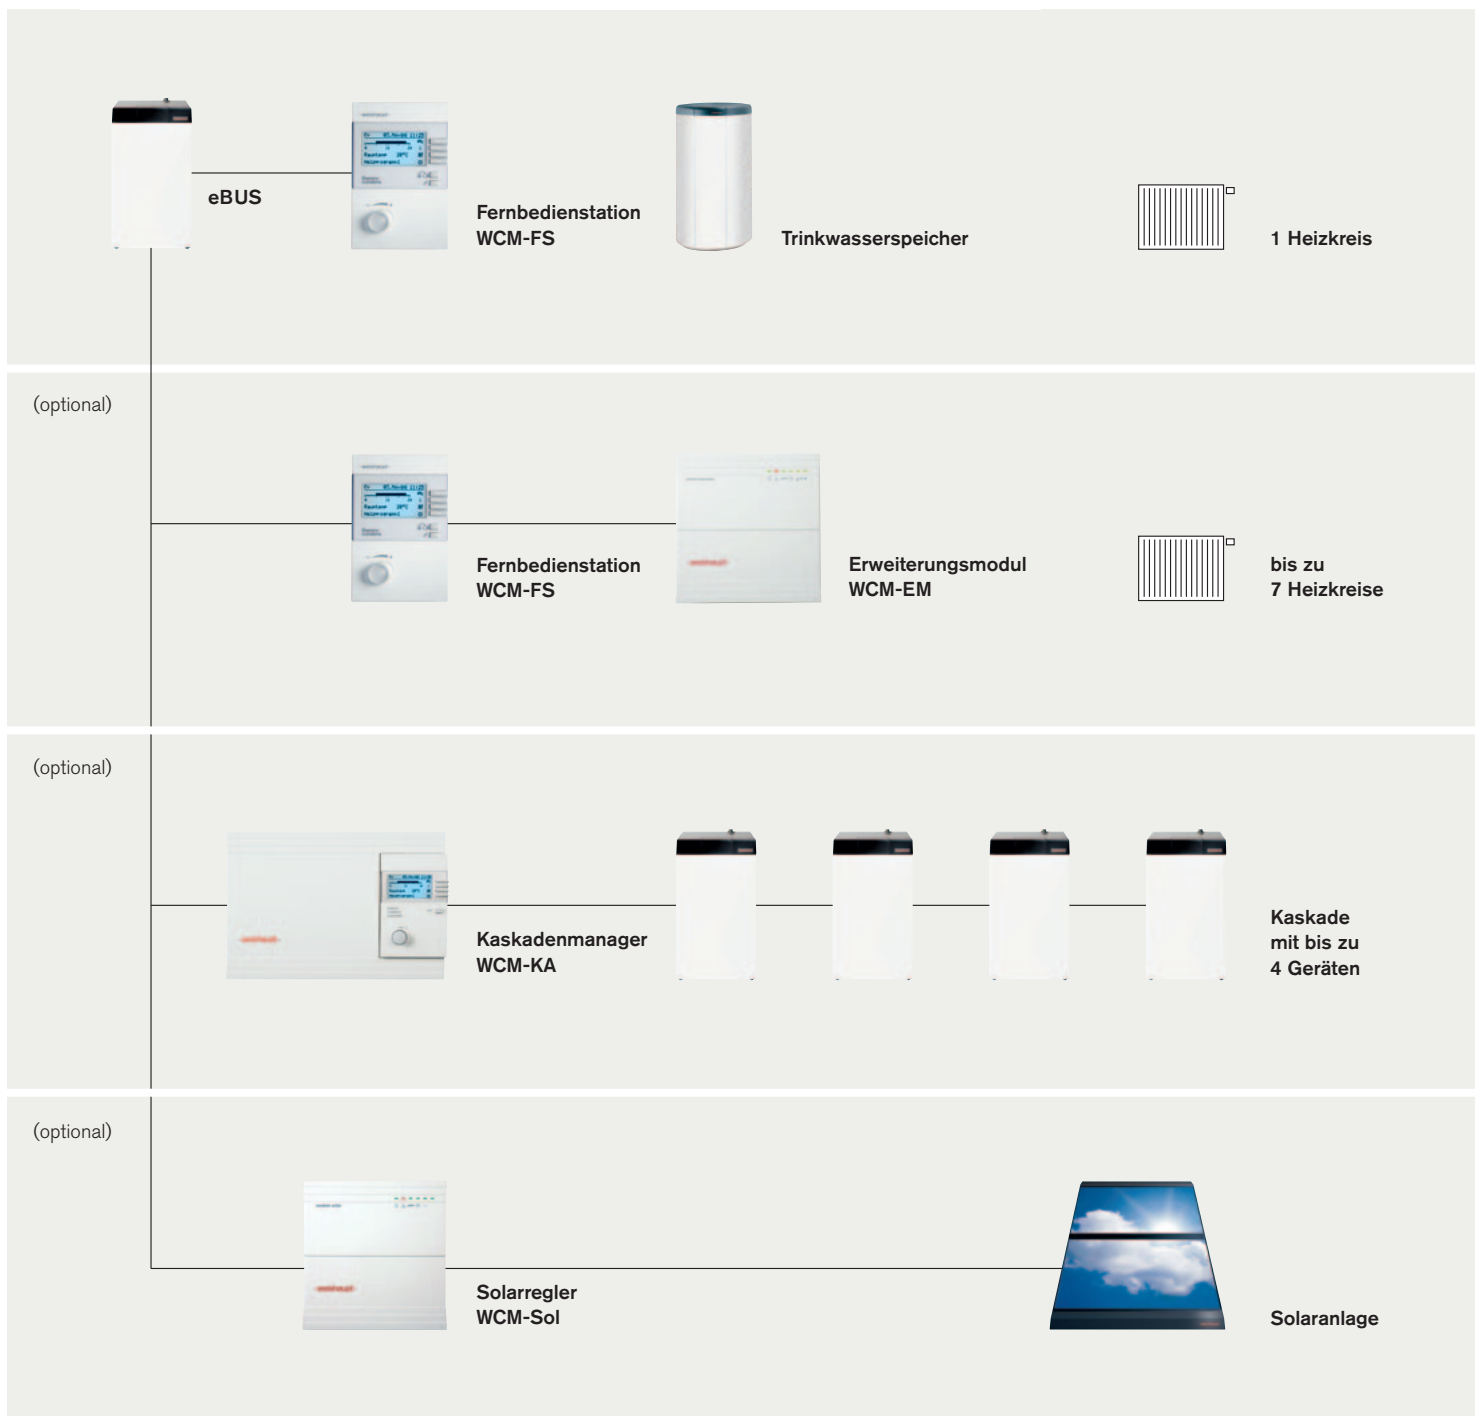 eBUS
Fernbedienstation
WCM-FS
Trinkwasserspeicher
1 Heizkreis
(optional)
Fernbedienstation
WCM-FS
Erweiterungsmodul
WCM-EM
bis zu
7 Heizkreise
(optional)
Kaskadenmanager
WCM-KA
Kaskade
mit bis zu
4 Geräten
(optional)
Solarregler
WCM-Sol
Solaranlage